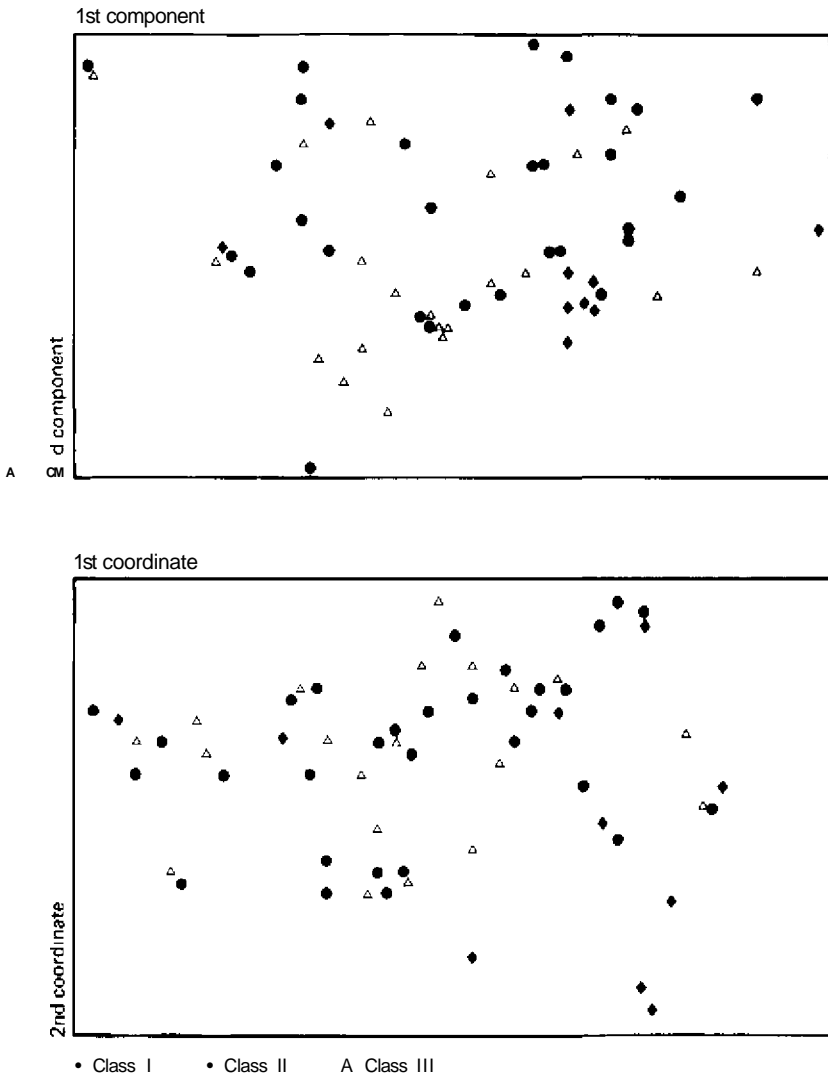 1st component
d component
A
1st coordinate
2nd coordinate
• Class I • Class II A Class III